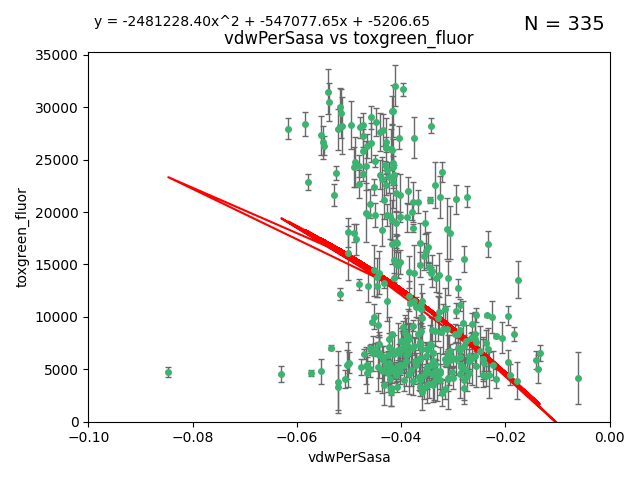 y = -2481228.40x^2 + -547077.65x + -5206.65
N = 335
vdwPerSasa vs toxgreen_fluor
35000
30000
25000
20000
15000
10000
5000
0
toxgreen_fluor
−0.10
−0.08
−0.06
−0.04
−0.02
0.00
vdwPerSasa